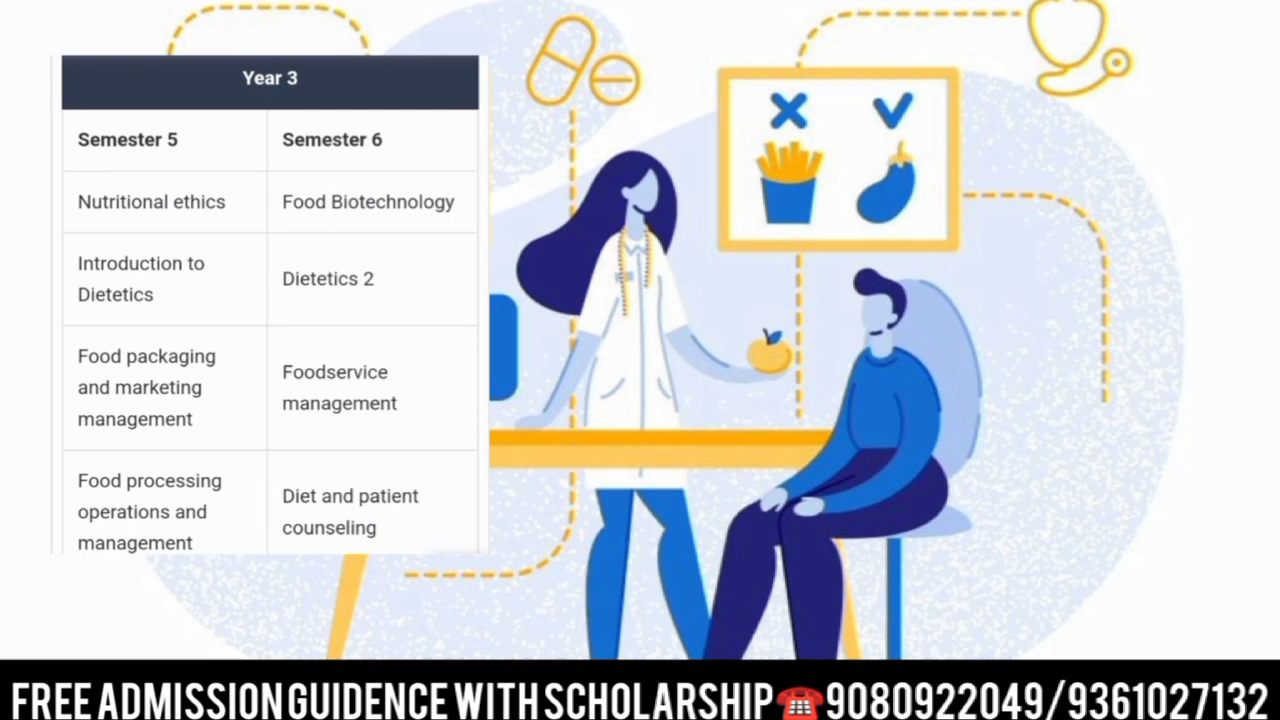 Year 3
Semester 5 Semester 6
Nutritional ethics Food Biotechnology
Introduction to
Dietetics
Dietetics 2
Food packaging
and marketing
management
Foodservice
management
Food processing
operations and
management
Diet and patient
counseling
FREE ADMISSION GUIDENCE WITH SCHOLARSHIP☎️9080922049/9361027132